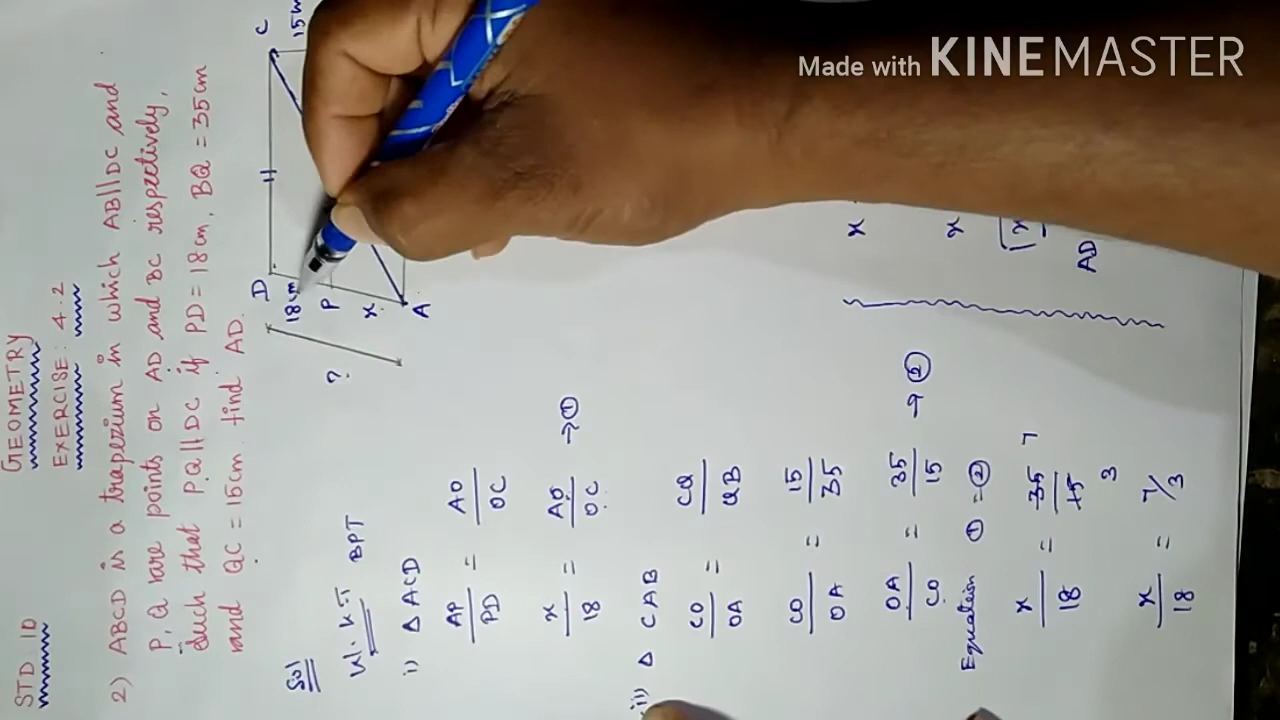 STD 10
GEOMETRY
EXERCISE: 4.2
2) ABCD is a traperium in which AB||DC and
P, Q are points on AD and BC respectively,
such that PQ||DC if PD = 18cm, BQ = 35cm
and QC = 15cm. find AD.
Sol
W.K.T BPT
i) Δ ACD
AP/PD = AO/OC
x/18 = AO/OC → ①
ii) Δ CAB
CO/OA = CQ/QB
CO/OA = 15/35
OA/CO = 35/15 → ②
Equation ① = ②
x/18 = 35/15 7 3
x/18 = 7/3
D
C
15
18cm
P
x
A
?
x
x
x
AD
Made with KINEMASTER